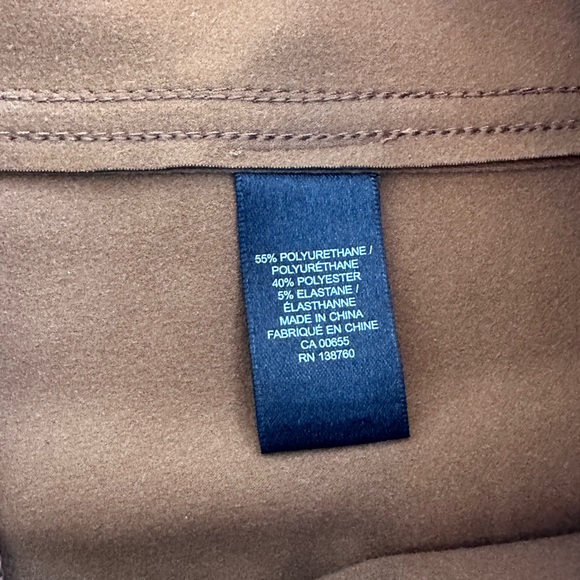 55% POLYURETHANE /
POLYURÉTHANE
40% POLYESTER
5% ELASTANE /
ÉLASTHANNE
MADE IN CHINA
FABRIQUÉ EN CHINE
CA 00655
RN 138760